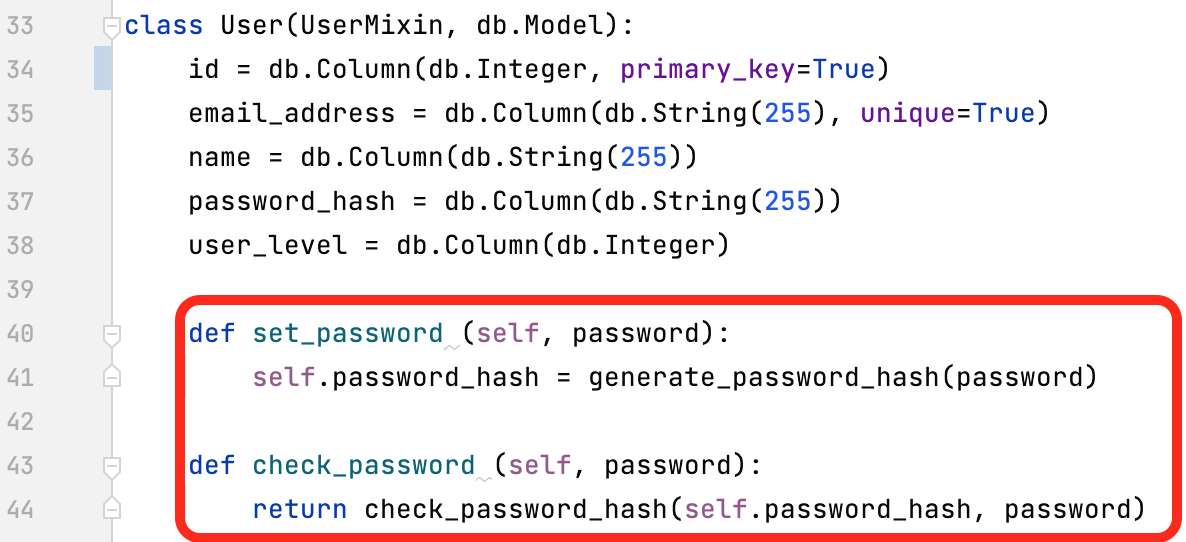 33 class User(UserMixin, db.Model):
34     id = db.Column(db.Integer, primary_key=True)
35     email_address = db.Column(db.String(255), unique=True)
36     name = db.Column(db.String(255))
37     password_hash = db.Column(db.String(255))
38     user_level = db.Column(db.Integer)
39
40     def set_password (self, password):
41         self.password_hash = generate_password_hash(password)
42
43     def check_password (self, password):
44         return check_password_hash(self.password_hash, password)